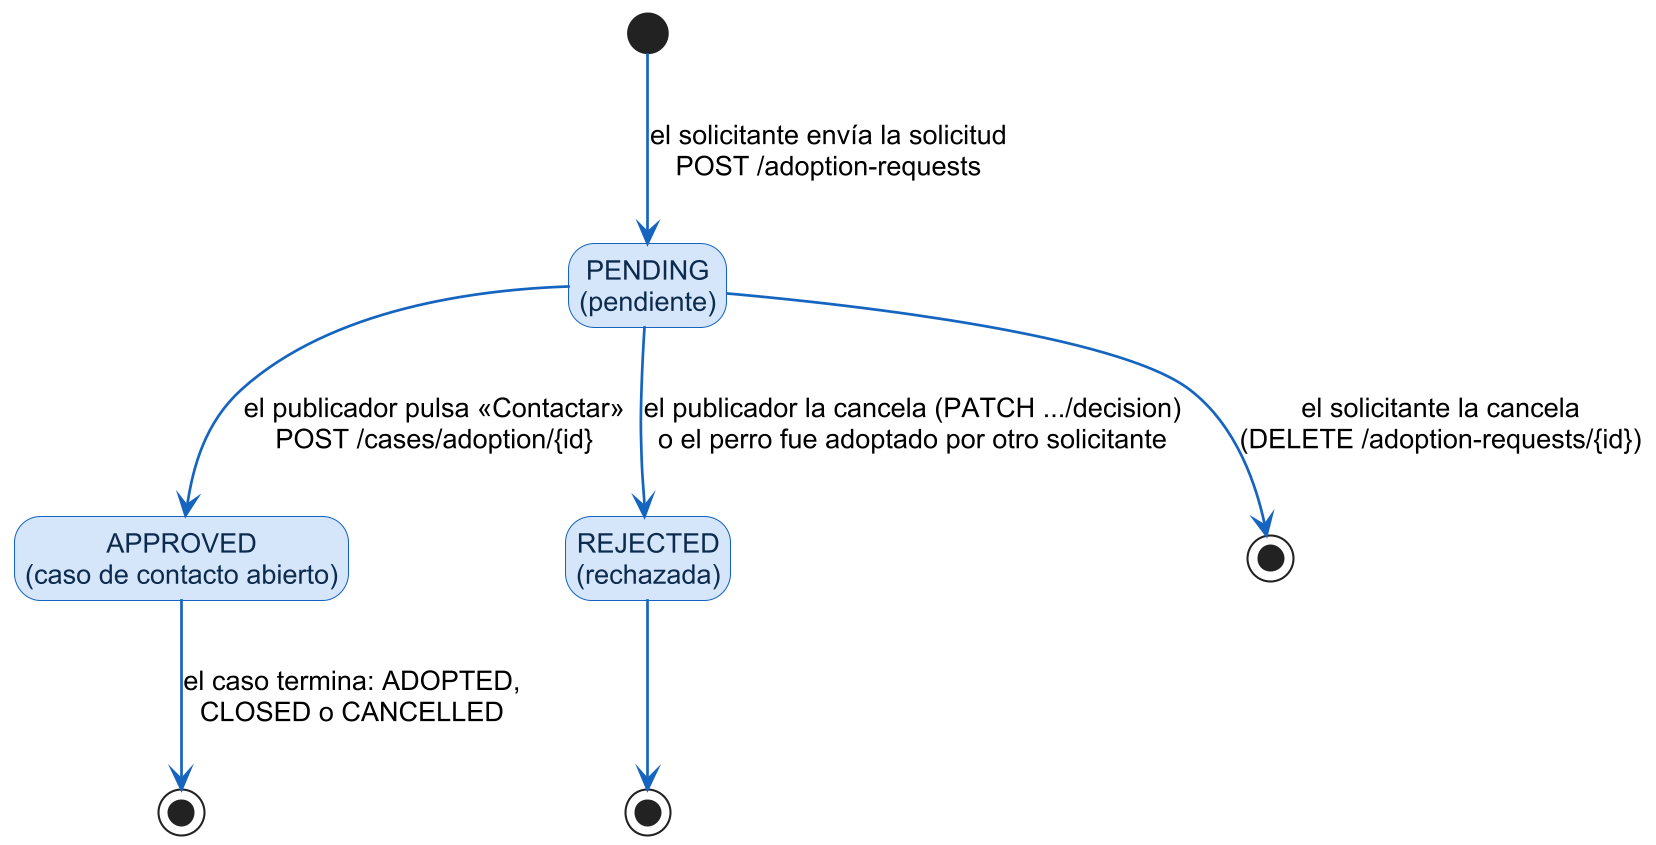 el solicitante envía la solicitud
POST /adoption-requests
PENDING
(pendiente)
el publicador pulsa «Contactar»
POST /cases/adoption/{id}
el publicador la cancela (PATCH .../decision)
o el perro fue adoptado por otro solicitante
el solicitante la cancela
(DELETE /adoption-requests/{id})
APPROVED
(caso de contacto abierto)
REJECTED
(rechazada)
el caso termina: ADOPTED,
CLOSED o CANCELLED